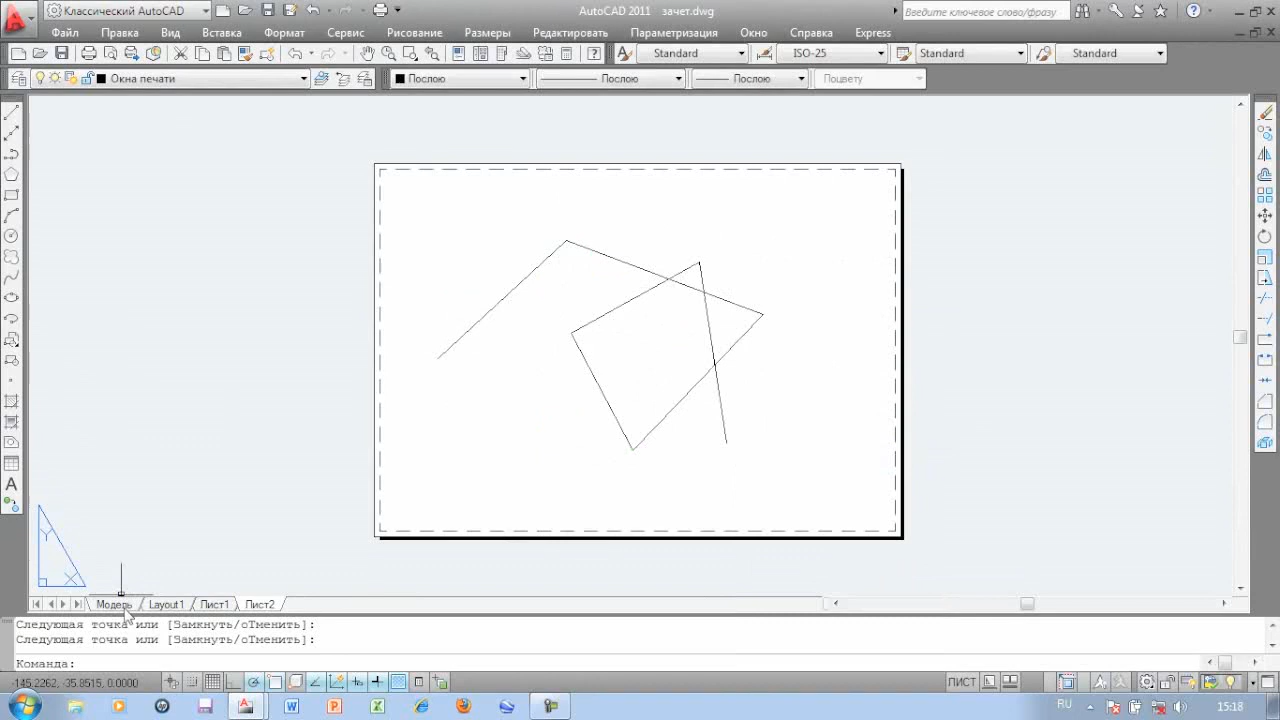 Классический AutoCAD
AutoCAD 2011 зачет.dwg
Введите ключевое слово/фразу
Файл Правка Вид Вставка Формат Сервис Рисование Размеры Редактировать Параметризация Окно Справка Express
Standard ISO-25 Standard Standard
Окна печати Послою Послою Послою Поцвету
Y
X
Модель Layout1 Лист1 Лист2
Следующая точка или [Замкнуть/оТменить]:
Следующая точка или [Замкнуть/оТменить]:
Команда:
-145.2262, -35.8515, 0.0000 ЛИСТ
RU 15:18